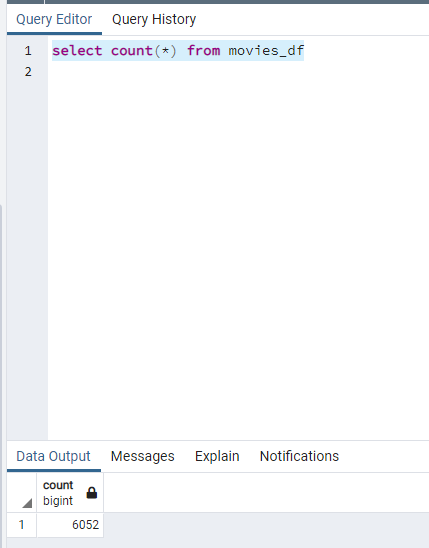 Query Editor Query History
1 select count(*) from movies_df
2
Data Output Messages Explain Notifications
count
bigint
1 6052